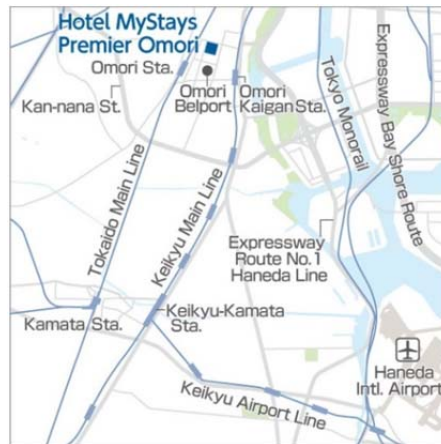 Hotel MyStays
Premier Omori
Omori Sta.
Kan-nana St.
Omori
Belport
Omori
Kaigan Sta.
Tokyo Monorail
Expressway Bay Shore Route
Tokaido Main Line
Keikyu Main Line
Expressway
Route No.1
Haneda Line
Kamata Sta.
Keikyu-Kamata
Sta.
Haneda
Intl. Airport
Keikyu Airport Line